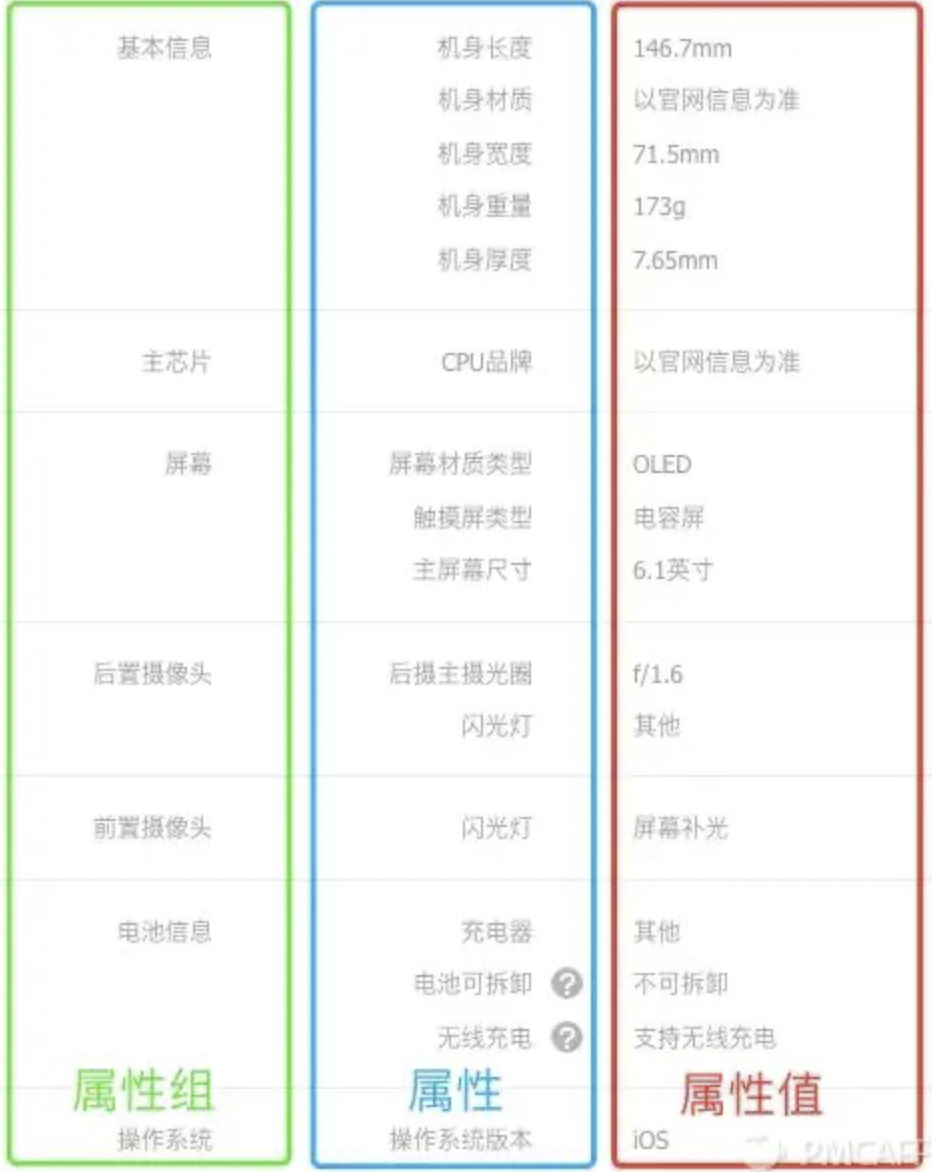 基本信息 机身长度 146.7mm
机身材质 以官网信息为准
机身宽度 71.5mm
机身重量 173g
机身厚度 7.65mm
主芯片 CPU品牌 以官网信息为准
屏幕 屏幕材质类型 OLED
触摸屏类型 电容屏
主屏幕尺寸 6.1英寸
后置摄像头 后摄主摄光圈 f/1.6
闪光灯 其他
前置摄像头 闪光灯 屏幕补光
电池信息 充电器 其他
电池可拆卸 ? 不可拆卸
无线充电 ? 支持无线充电
属性组 属性 属性值
操作系统 操作系统版本 iOS